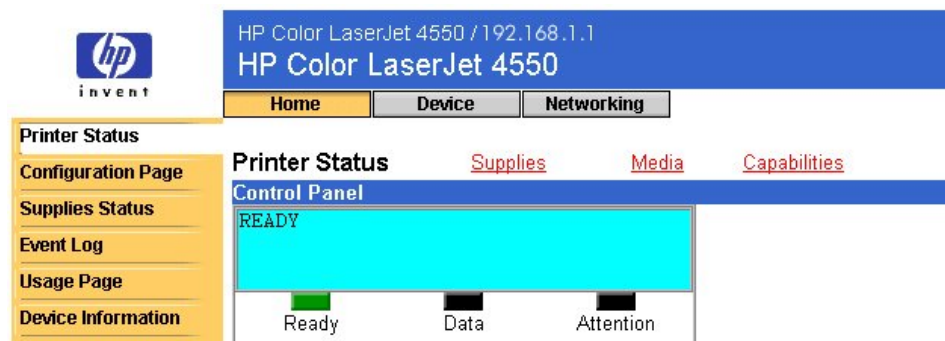 HP Color LaserJet 4550 / 192.168.1.1
HP Color LaserJet 4550
hp
invent
Home Device Networking
Printer Status
Configuration Page
Supplies Status
Event Log
Usage Page
Device Information
Printer Status Supplies Media Capabilities
Control Panel
READY
Ready Data Attention